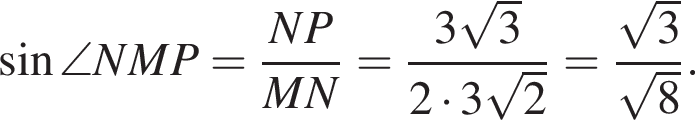 sin ∠NMP = NP/MN = 3√3/(2 · 3√2) = √3/√8.